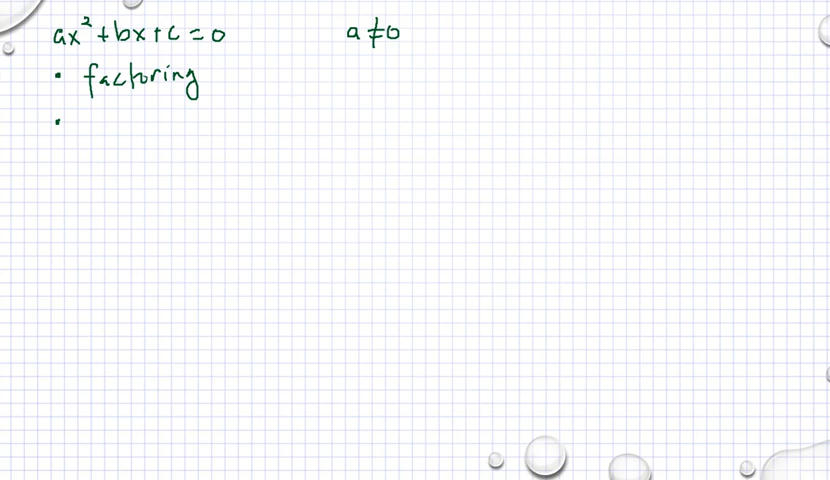 ax² + bx + c = 0 a ≠ 0
· factoring
·